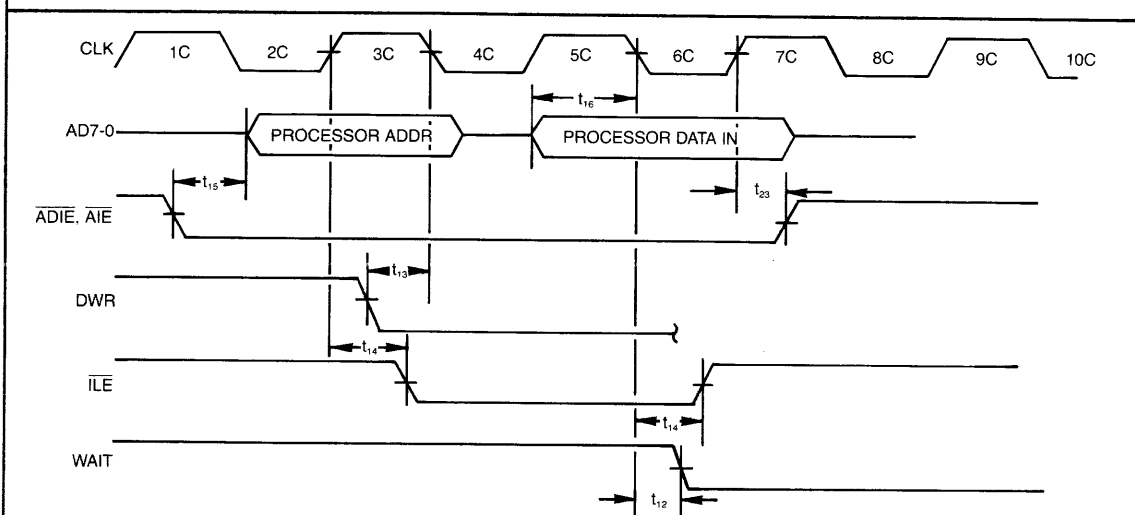 CLK 1C 2C 3C 4C 5C 6C 7C 8C 9C 10C
t16
AD7-0 PROCESSOR ADDR PROCESSOR DATA IN
t15 t23
ADIE, AIE
t13
DWR
t14
ILE
t14
WAIT
t12